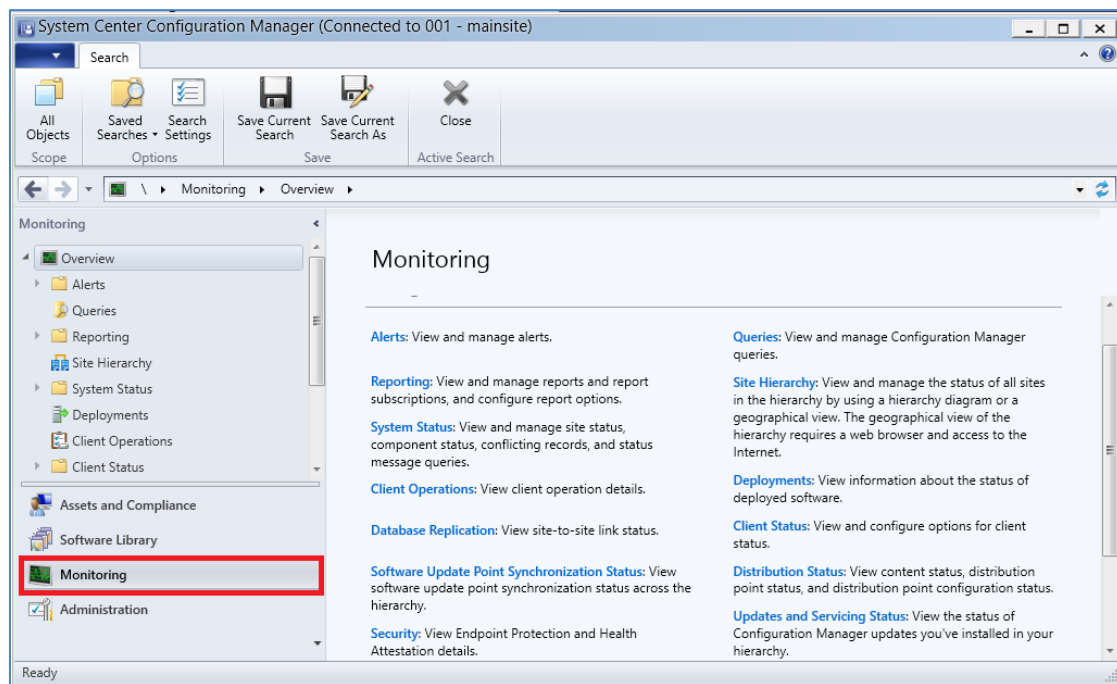 System Center Configuration Manager (Connected to 001 - mainsite)
Search
All
Objects
Saved
Searches
Search
Settings
Save Current
Search
Save Current
Search As
Close
Scope
Options
Save
Active Search
\ Monitoring Overview
Monitoring
Overview
Alerts
Queries
Reporting
Site Hierarchy
System Status
Deployments
Client Operations
Client Status
Assets and Compliance
Software Library
Monitoring
Administration
Monitoring
Alerts: View and manage alerts.
Reporting: View and manage reports and report
subscriptions, and configure report options.
System Status: View and manage site status,
component status, conflicting records, and status
message queries.
Client Operations: View client operation details.
Database Replication: View site-to-site link status.
Software Update Point Synchronization Status: View
software update point synchronization status across the
hierarchy.
Security: View Endpoint Protection and Health
Attestation details.
Queries: View and manage Configuration Manager
queries.
Site Hierarchy: View and manage the status of all sites
in the hierarchy by using a hierarchy diagram or a
geographical view. The geographical view of the
hierarchy requires a web browser and access to the
Internet.
Deployments: View information about the status of
deployed software.
Client Status: View and configure options for client
status.
Distribution Status: View content status, distribution
point status, and distribution point configuration status.
Updates and Servicing Status: View the status of
Configuration Manager updates you've installed in your
hierarchy.
Ready